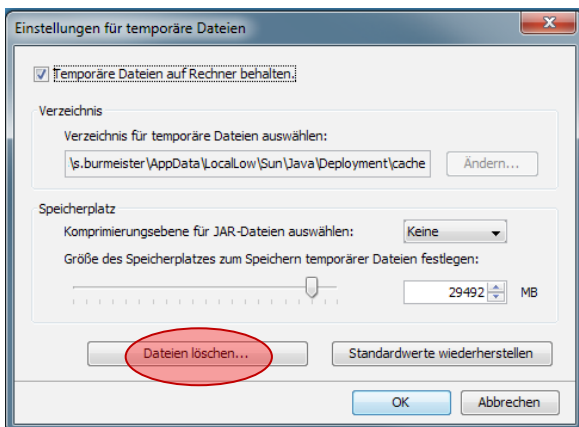 Einstellungen für temporäre Dateien
Temporäre Dateien auf Rechner behalten.
Verzeichnis
Verzeichnis für temporäre Dateien auswählen:
\s.burmeister\AppData\LocalLow\Sun\Java\Deployment\cache Ändern...
Speicherplatz
Komprimierungsebene für JAR-Dateien auswählen: Keine
Größe des Speicherplatzes zum Speichern temporärer Dateien festlegen:
29492 MB
Dateien löschen... Standardwerte wiederherstellen
OK Abbrechen